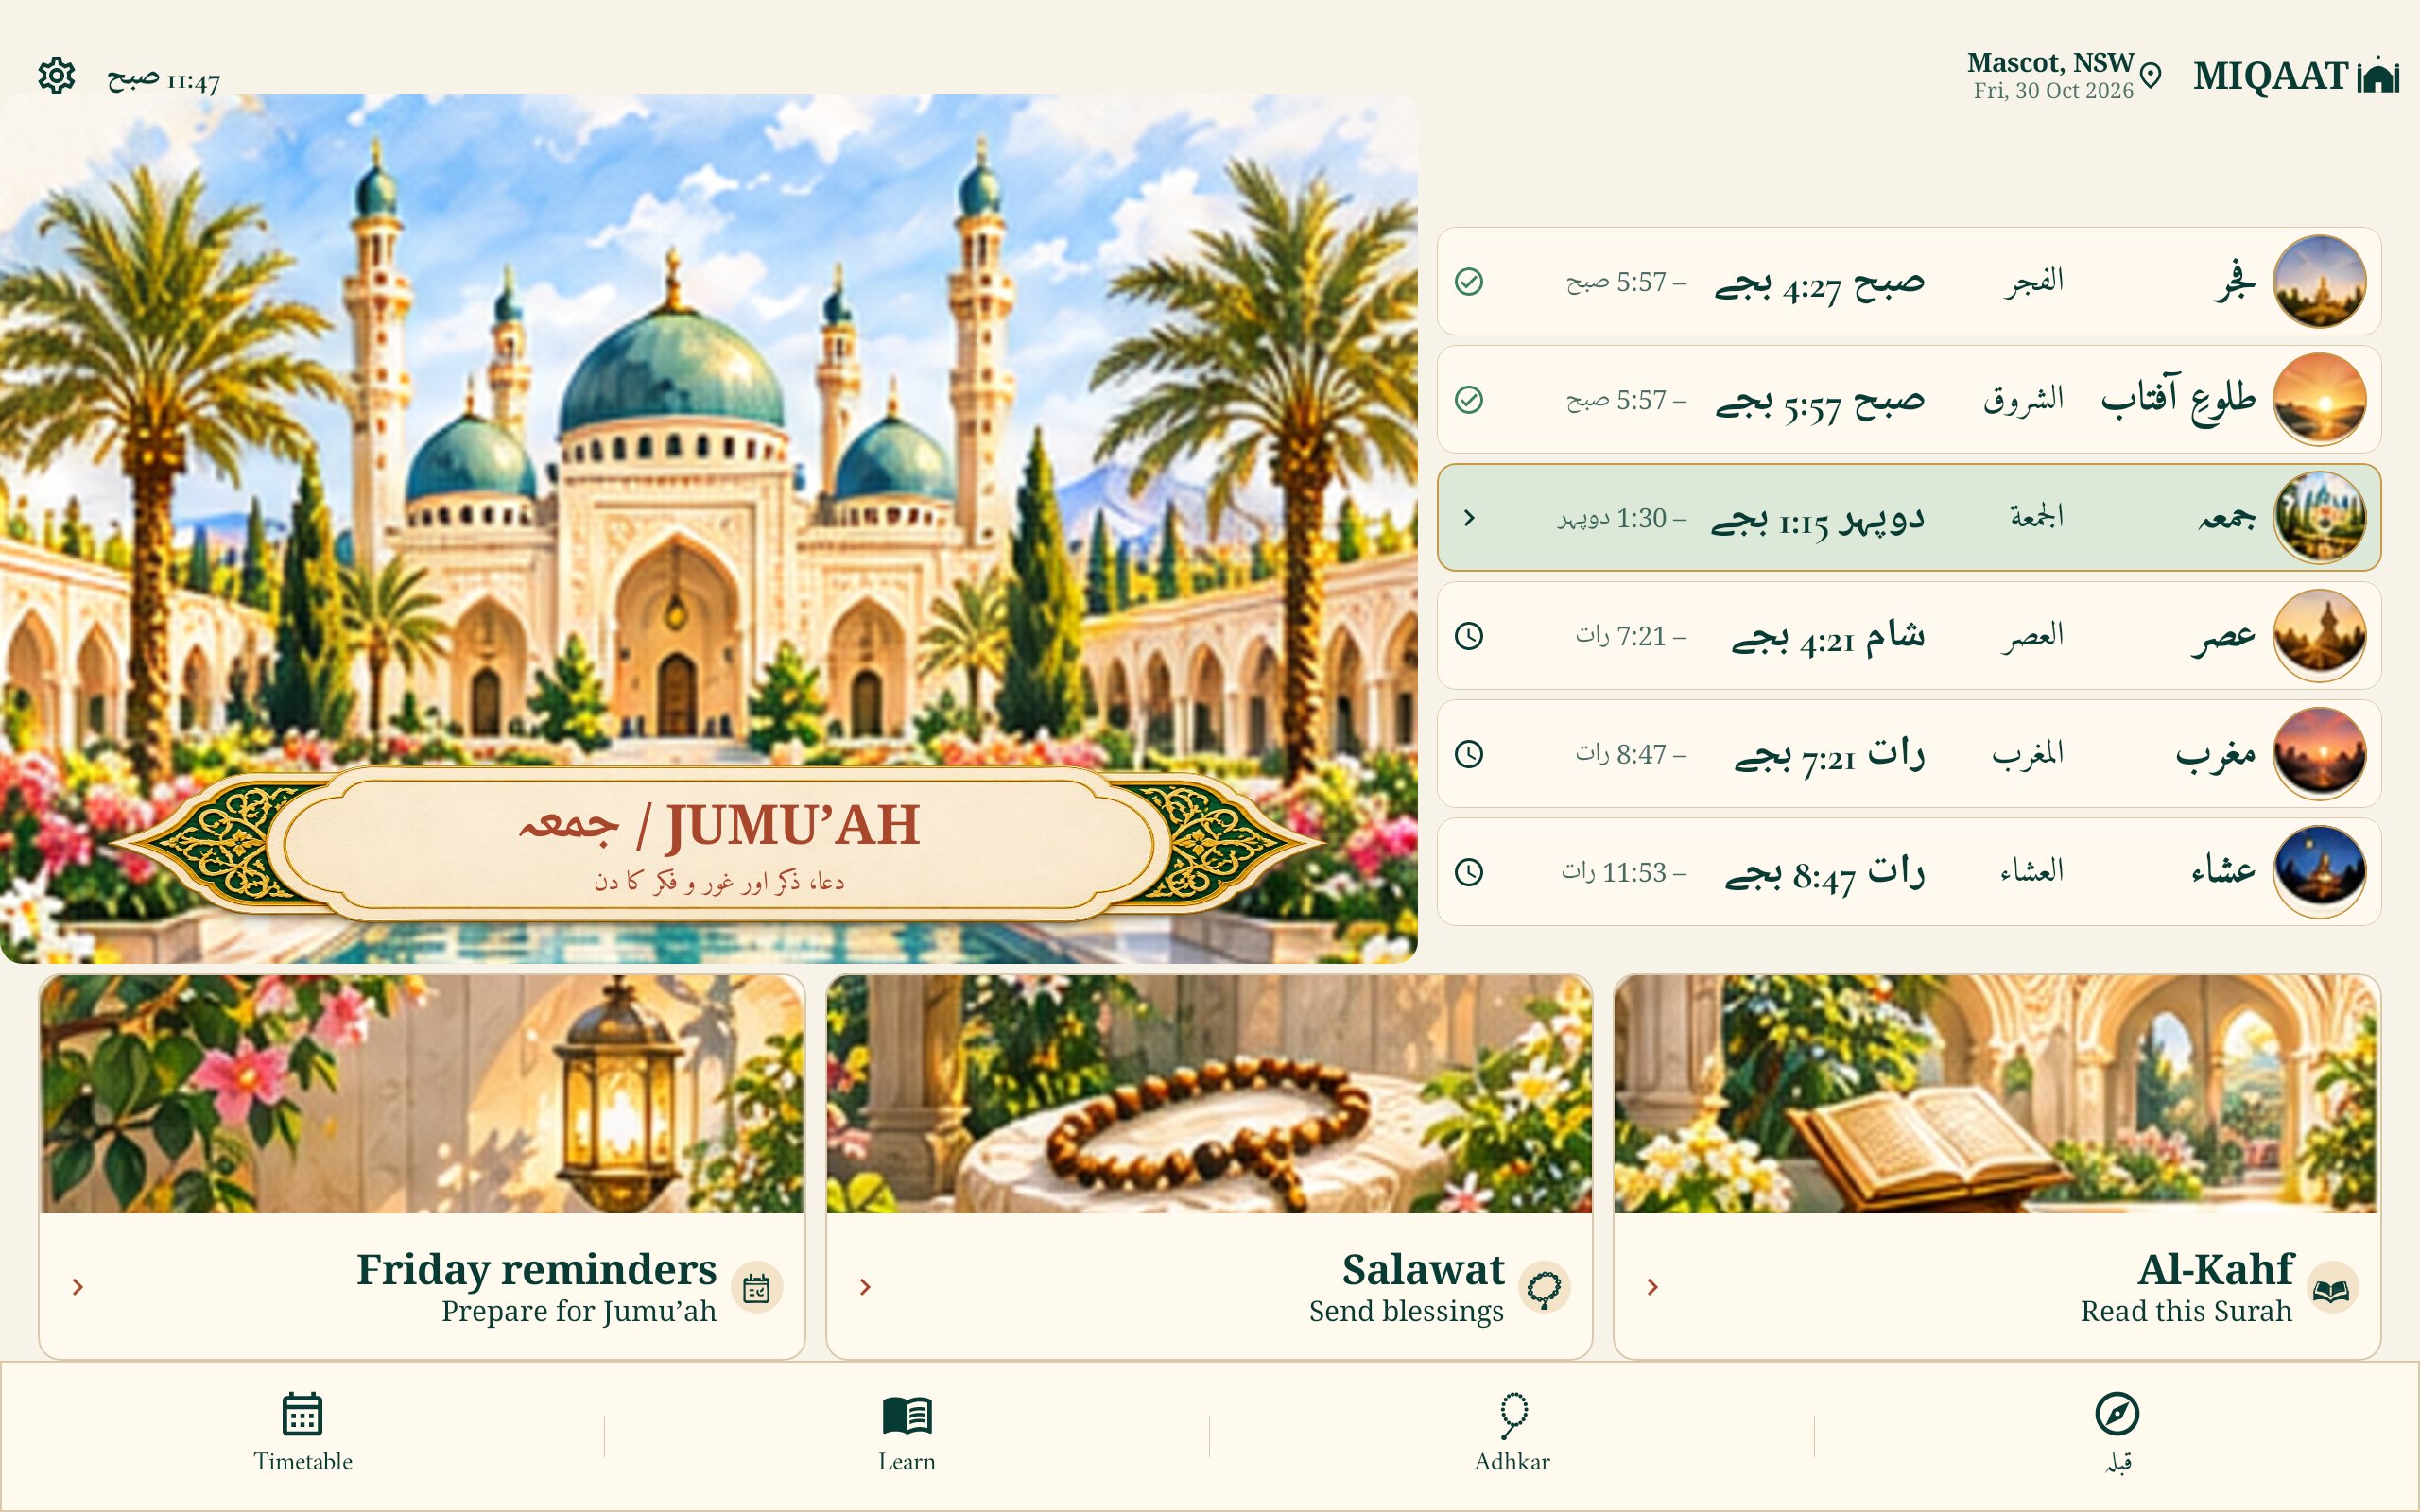 MIQAAT
Mascot, NSW
Fri, 30 Oct 2026
11:47 صبح
فجر الفجر صبح 4:27 بجے – 5:57 صبح
طلوعِ آفتاب الشروق صبح 5:57 بجے – 5:57 صبح
جمعہ الجمعة دوپہر 1:15 بجے – 1:30 دوپہر
عصر العصر شام 4:21 بجے – 7:21 رات
مغرب المغرب رات 7:21 بجے – 8:47 رات
عشاء العشاء رات 8:47 بجے – 11:53 رات
جمعہ / JUMU’AH
دعا، ذکر اور غور و فکر کا دن
Al-Kahf
Read this Surah
Salawat
Send blessings
Friday reminders
Prepare for Jumu’ah
قبلہ
Adhkar
Learn
Timetable